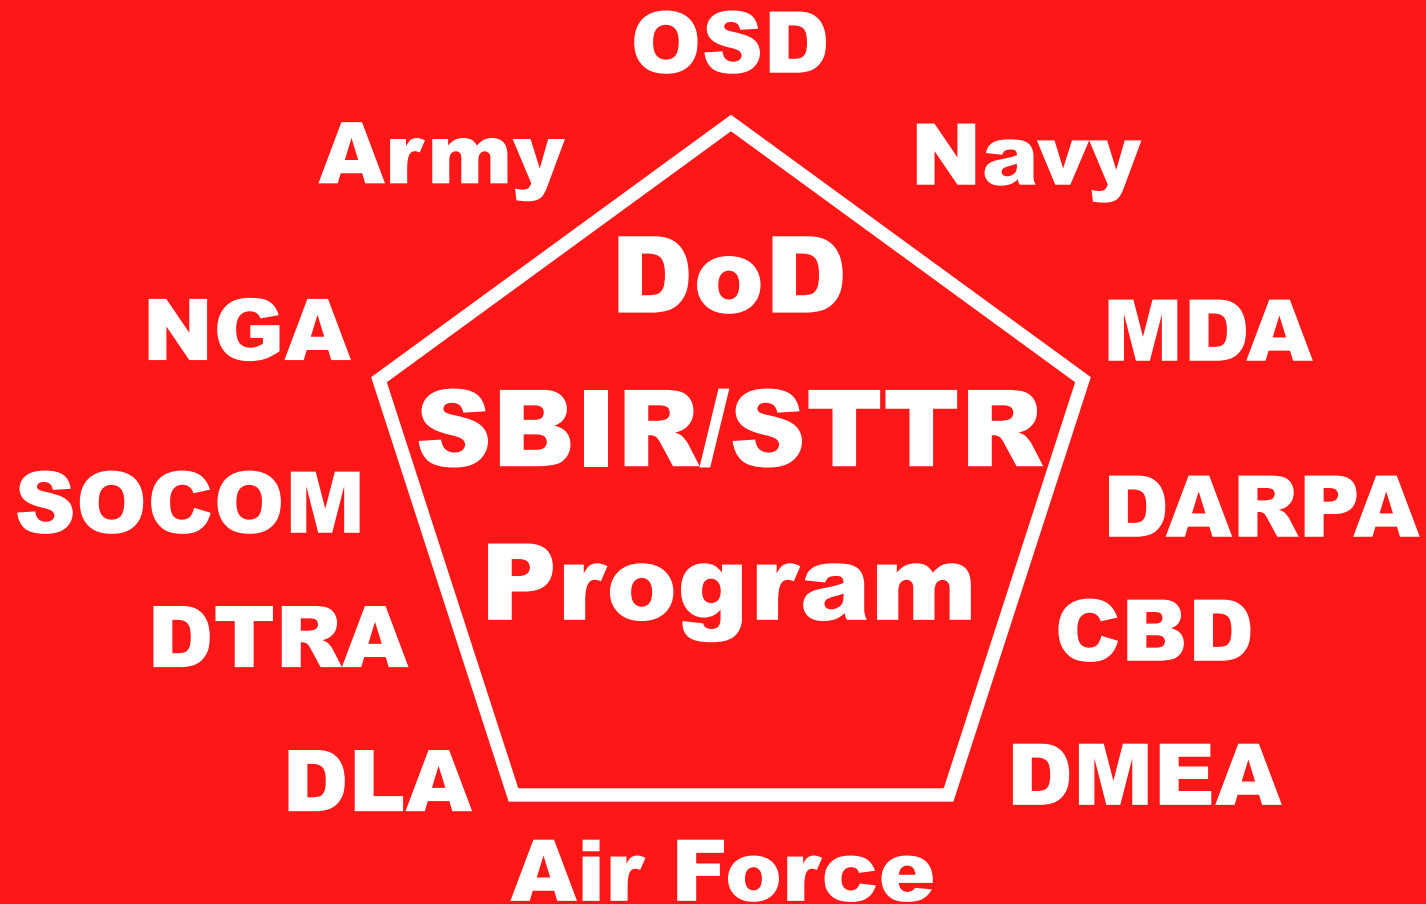 OSD
Army
Navy
DoD
NGA
MDA
SBIR/STTR
SOCOM
DARPA
Program
DTRA
CBD
DLA
DMEA
Air Force